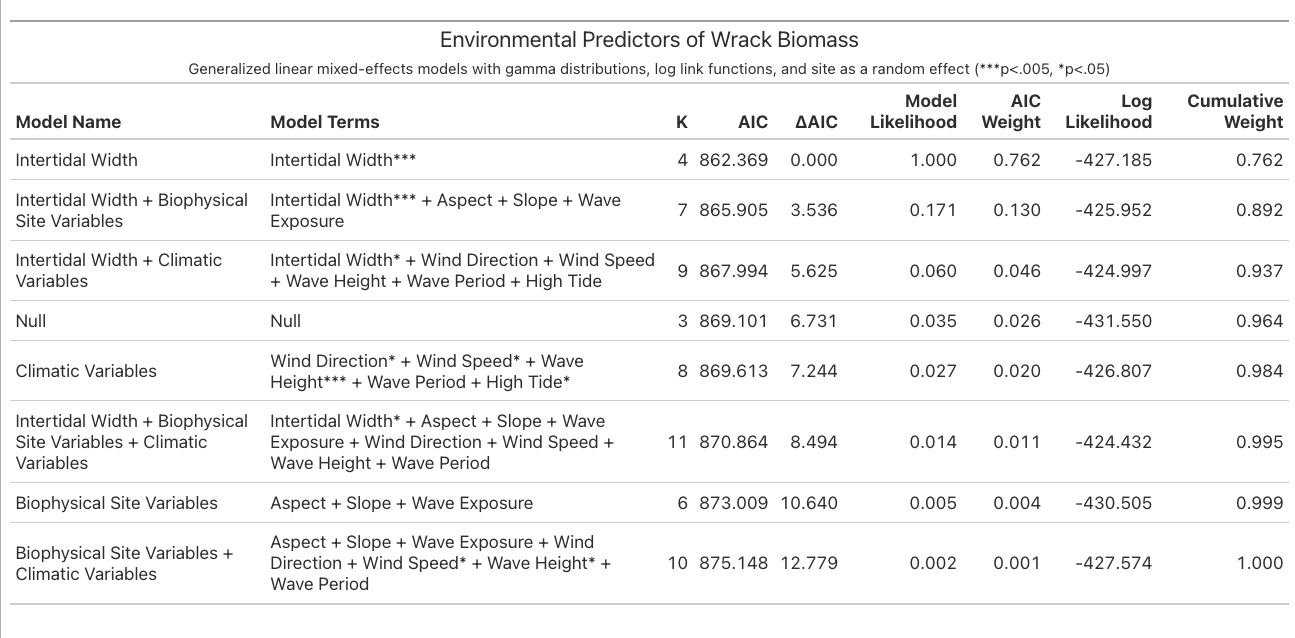 Environmental Predictors of Wrack Biomass
Generalized linear mixed-effects models with gamma distributions, log link functions, and site as a random effect (***p<.005, *p<.05)
Model Name Model Terms K AIC ΔAIC Model Likelihood AIC Weight Log Likelihood Cumulative Weight
Intertidal Width Intertidal Width*** 4 862.369 0.000 1.000 0.762 -427.185 0.762
Intertidal Width + Biophysical Site Variables Intertidal Width*** + Aspect + Slope + Wave Exposure 7 865.905 3.536 0.171 0.130 -425.952 0.892
Intertidal Width + Climatic Variables Intertidal Width* + Wind Direction + Wind Speed + Wave Height + Wave Period + High Tide 9 867.994 5.625 0.060 0.046 -424.997 0.937
Null Null 3 869.101 6.731 0.035 0.026 -431.550 0.964
Climatic Variables Wind Direction* + Wind Speed* + Wave Height*** + Wave Period + High Tide* 8 869.613 7.244 0.027 0.020 -426.807 0.984
Intertidal Width + Biophysical Site Variables + Climatic Variables Intertidal Width* + Aspect + Slope + Wave Exposure + Wind Direction + Wind Speed + Wave Height + Wave Period 11 870.864 8.494 0.014 0.011 -424.432 0.995
Biophysical Site Variables Aspect + Slope + Wave Exposure 6 873.009 10.640 0.005 0.004 -430.505 0.999
Biophysical Site Variables + Climatic Variables Aspect + Slope + Wave Exposure + Wind Direction + Wind Speed* + Wave Height* + Wave Period 10 875.148 12.779 0.002 0.001 -427.574 1.000